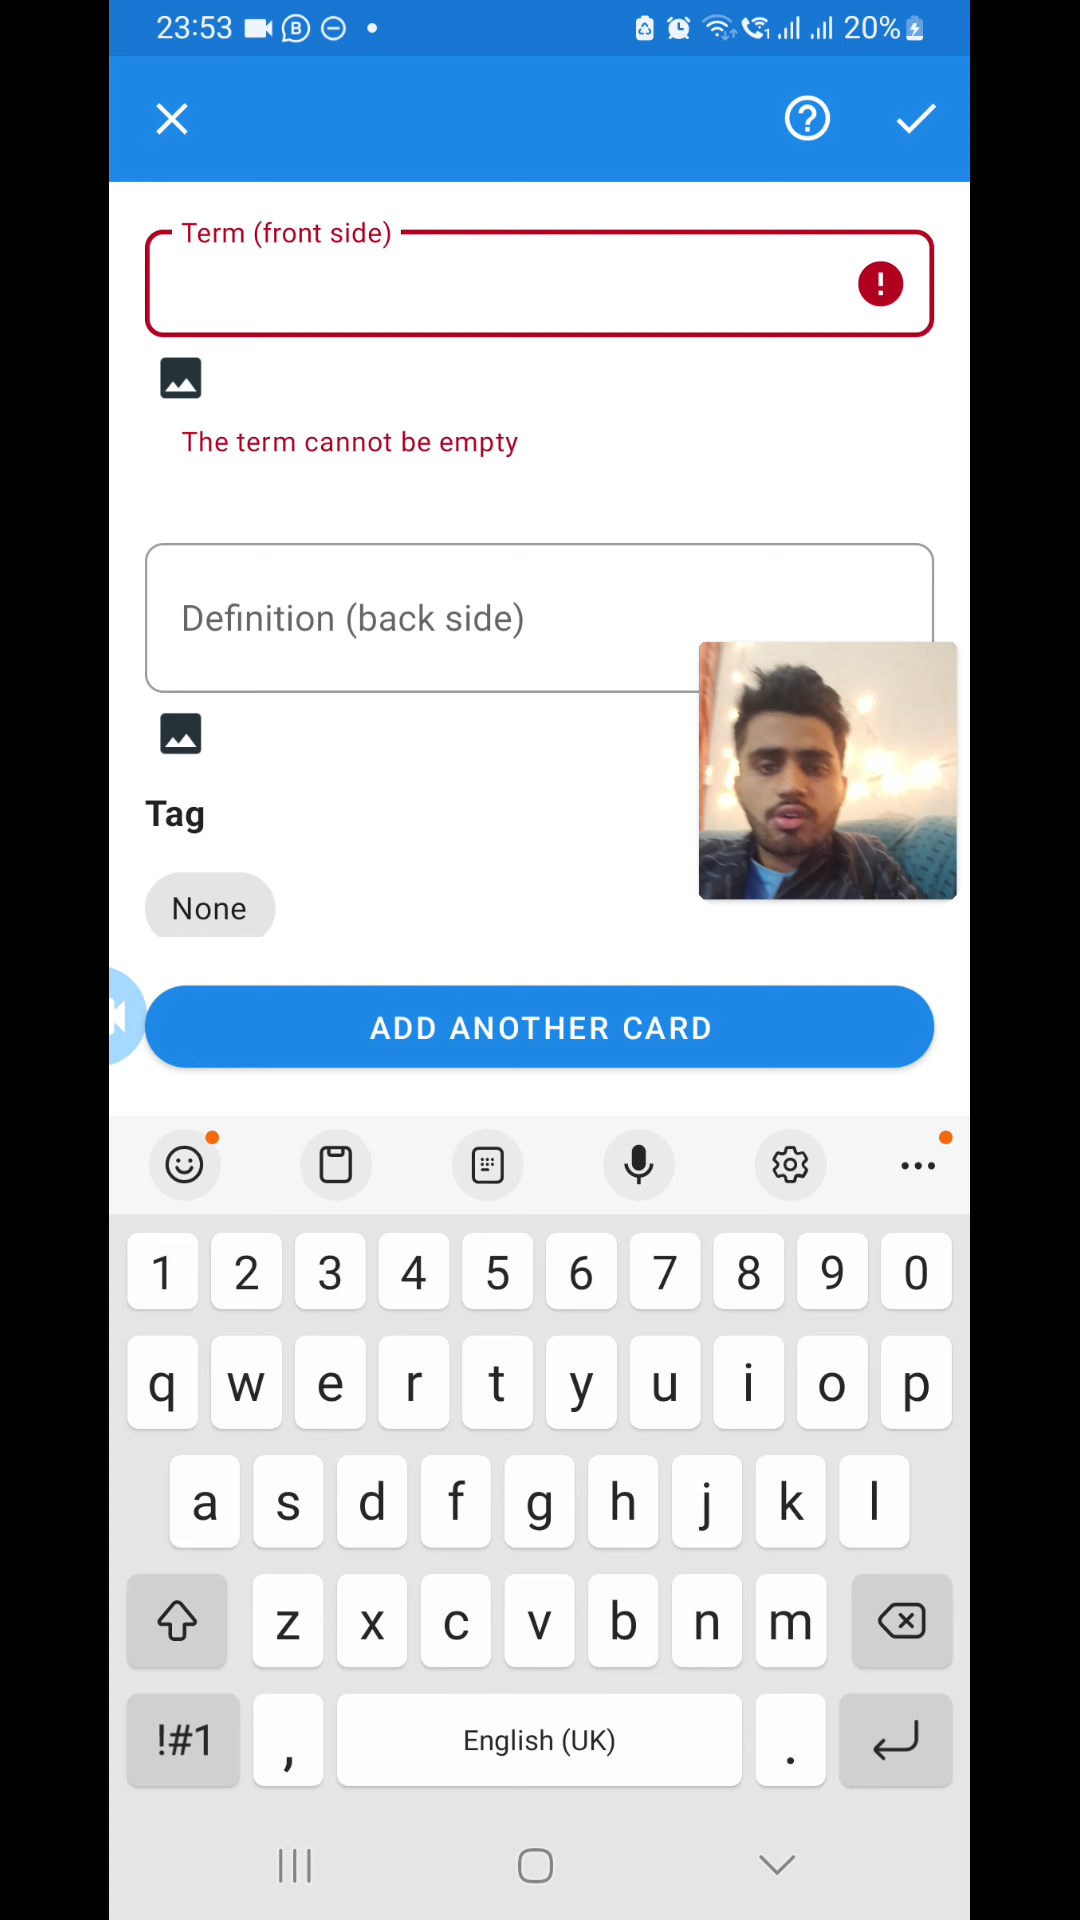 23:53 20%
Term (front side)
The term cannot be empty
Definition (back side)
Tag
None
ADD ANOTHER CARD
1 2 3 4 5 6 7 8 9 0
q w e r t y u i o p
a s d f g h j k l
z x c v b n m
!#1 , English (UK) .